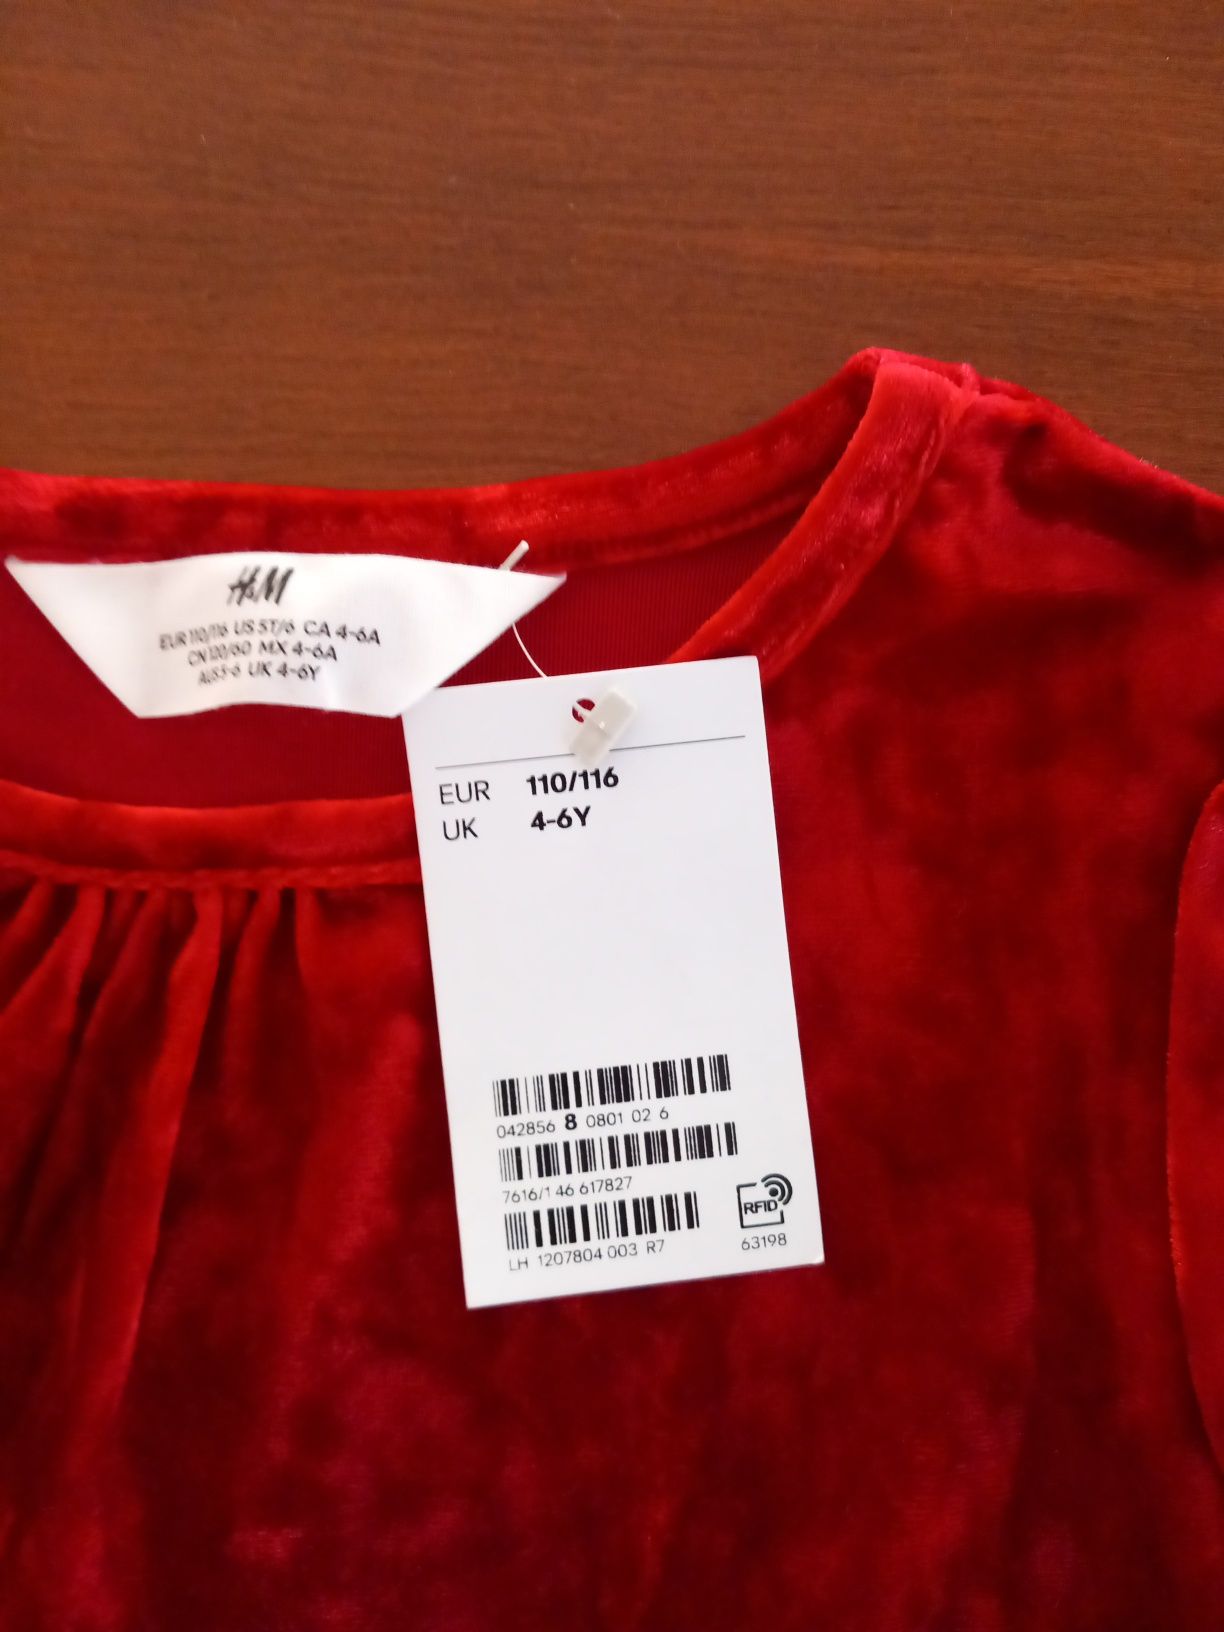 H&M
EUR 110/116 US 5T/6 CA 4-6A
CN 120/60 MX 4-6A
AUS 5-6 UK 4-6Y
EUR 110/116
UK 4-6Y
042856 8 0801 02 6
7616/1 46 617827
LH 1207804 003 R7
RFID
63198